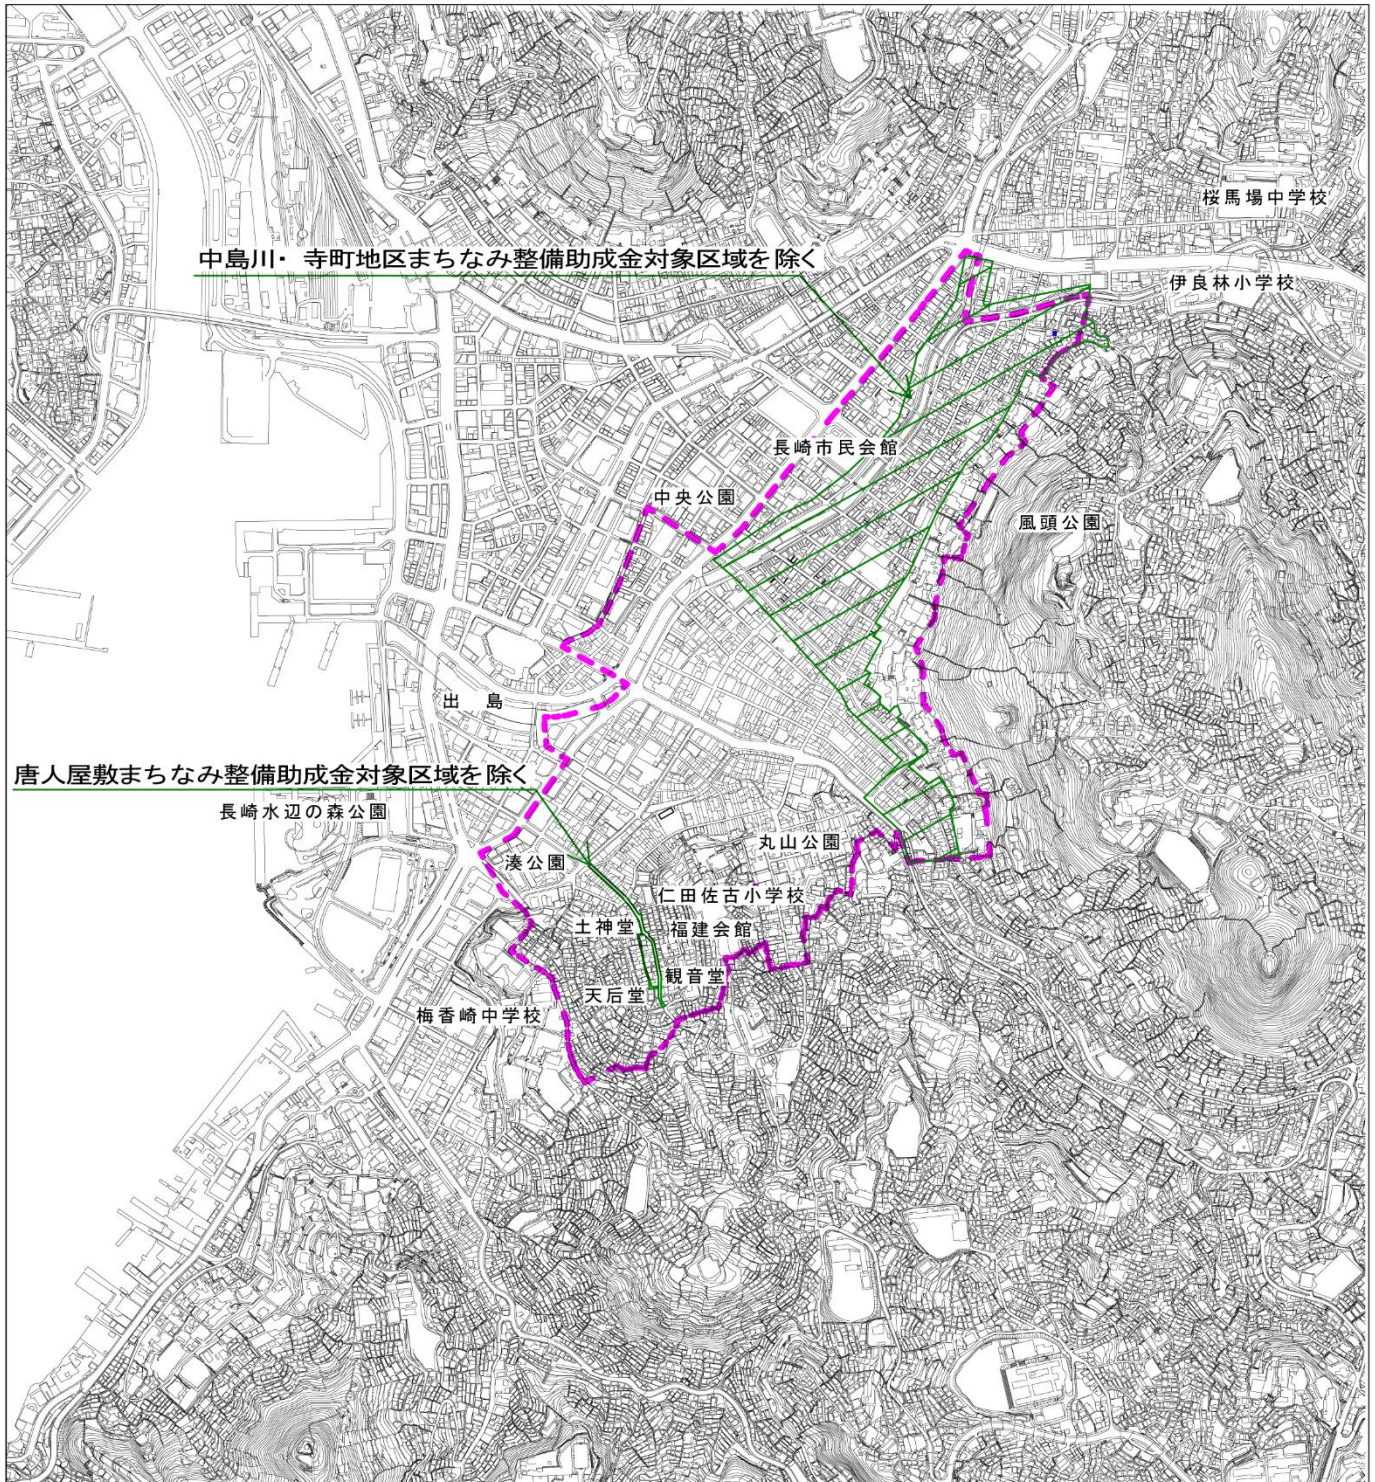 桜馬場中学校
中島川・寺町地区まちなみ整備助成金対象区域を除く
伊良林小学校
長崎市民会館
中央公園
風頭公園
出 島
唐人屋敷まちなみ整備助成金対象区域を除く
長崎水辺の森公園
丸山公園
湊公園
仁田佐古小学校
土神堂
福建会館
観音堂
天后堂
梅香崎中学校